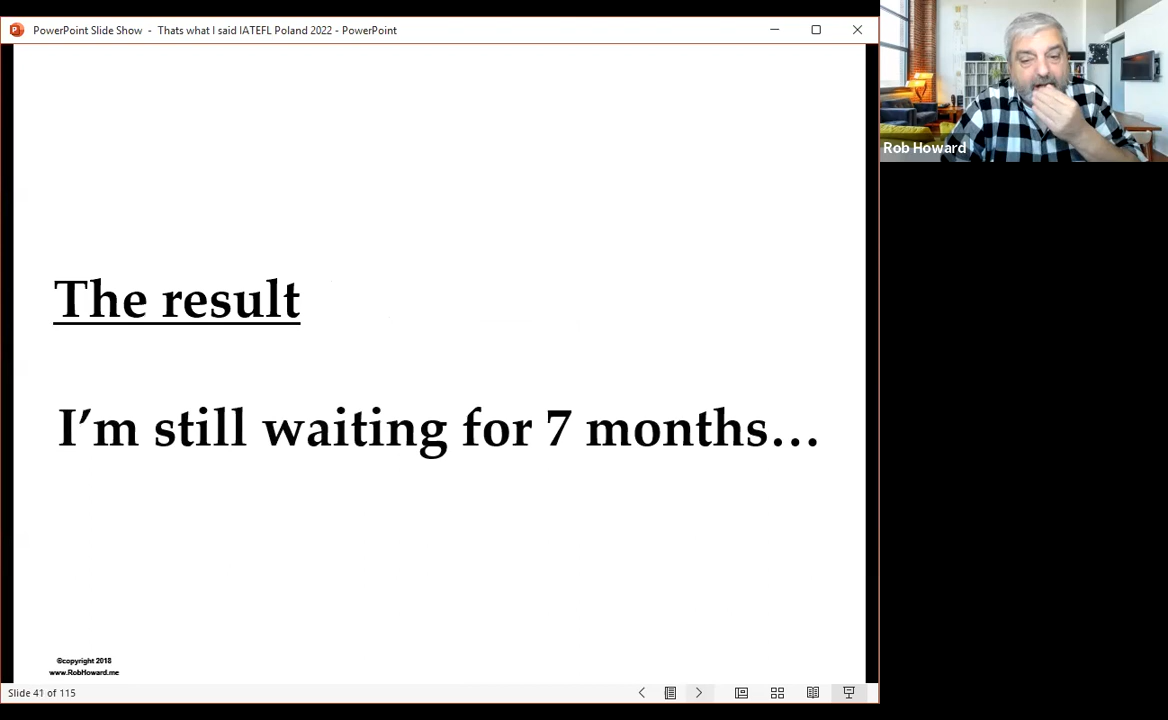 PowerPoint Slide Show - Thats what I said IATEFL Poland 2022 - PowerPoint
Rob Howard
The result
I’m still waiting for 7 months…
©copyright 2018
www.RobHoward.me
Slide 41 of 115